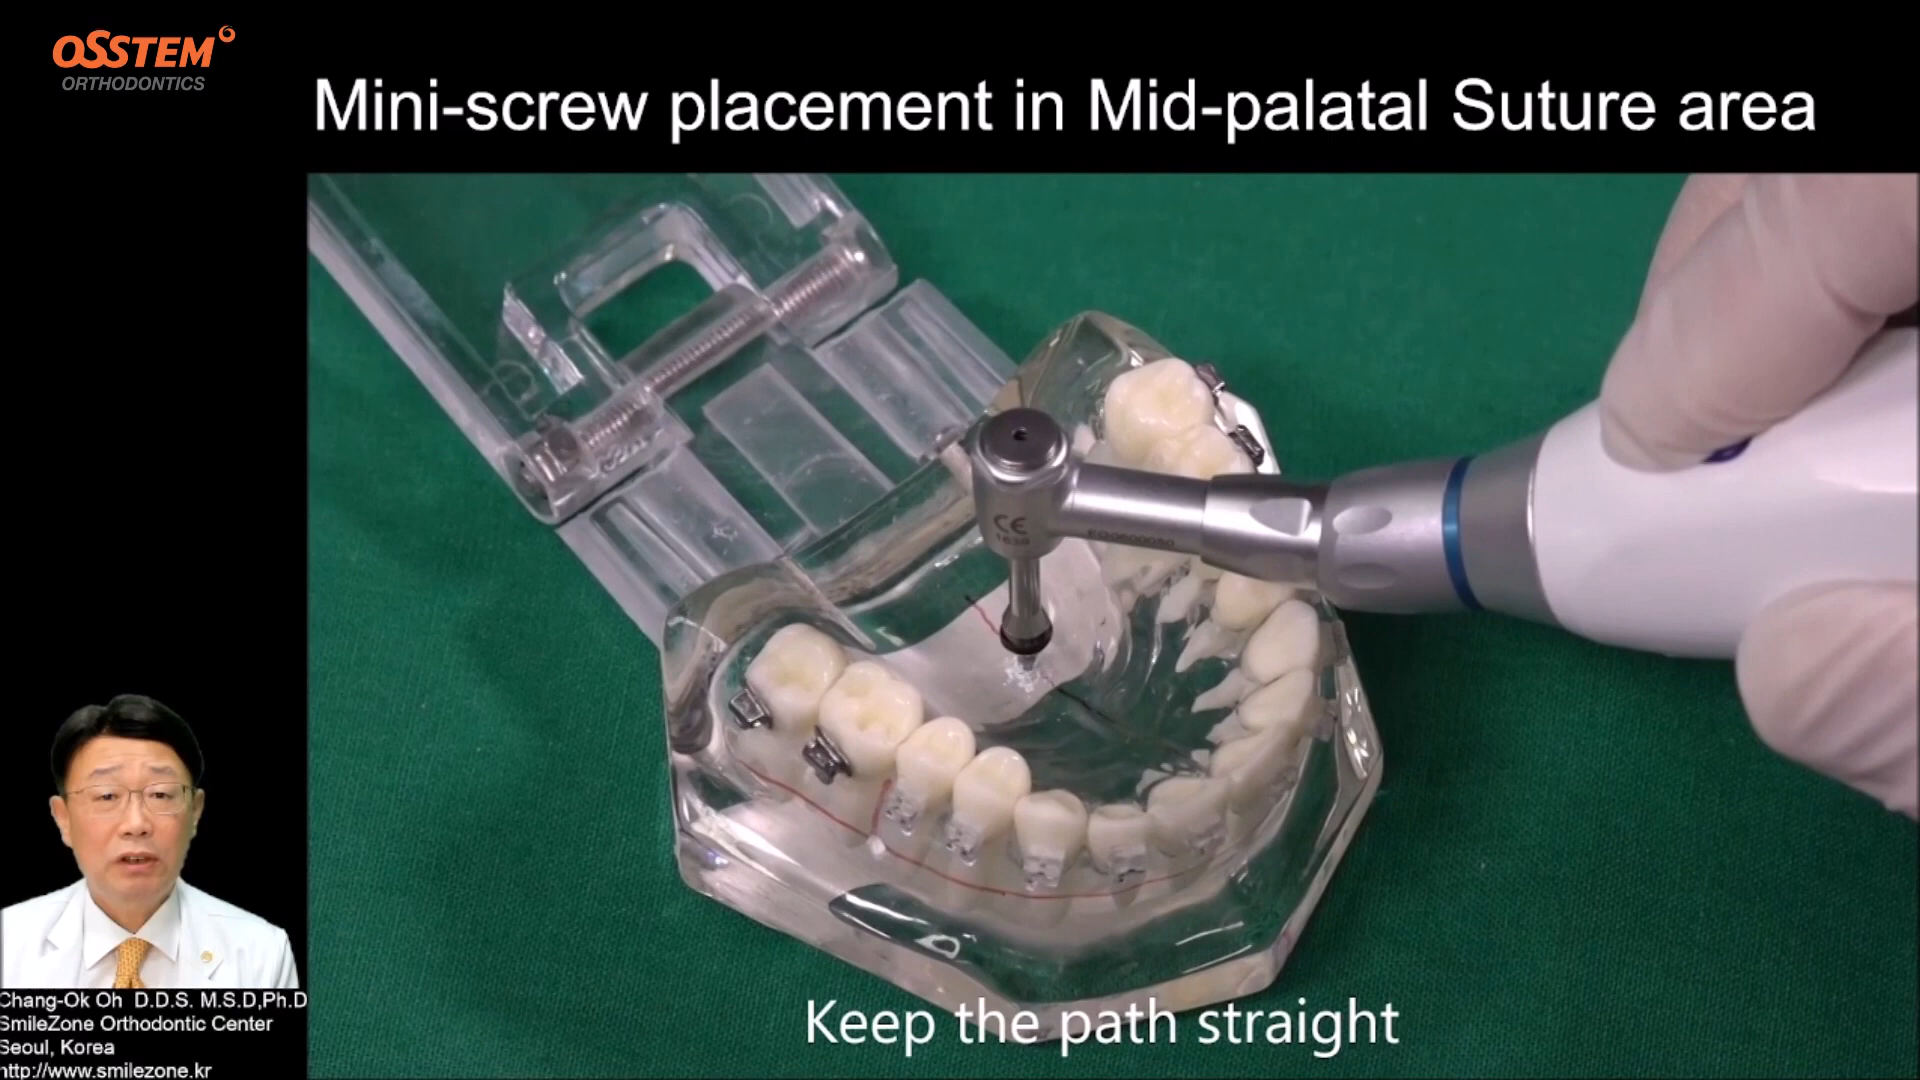 OSSTEM
ORTHODONTICS
Mini-screw placement in Mid-palatal Suture area
CE
1639
Keep the path straight
Chang-Ok Oh D.D.S. M.S.D,Ph.D
SmileZone Orthodontic Center
Seoul, Korea
http://www.smilezone.kr